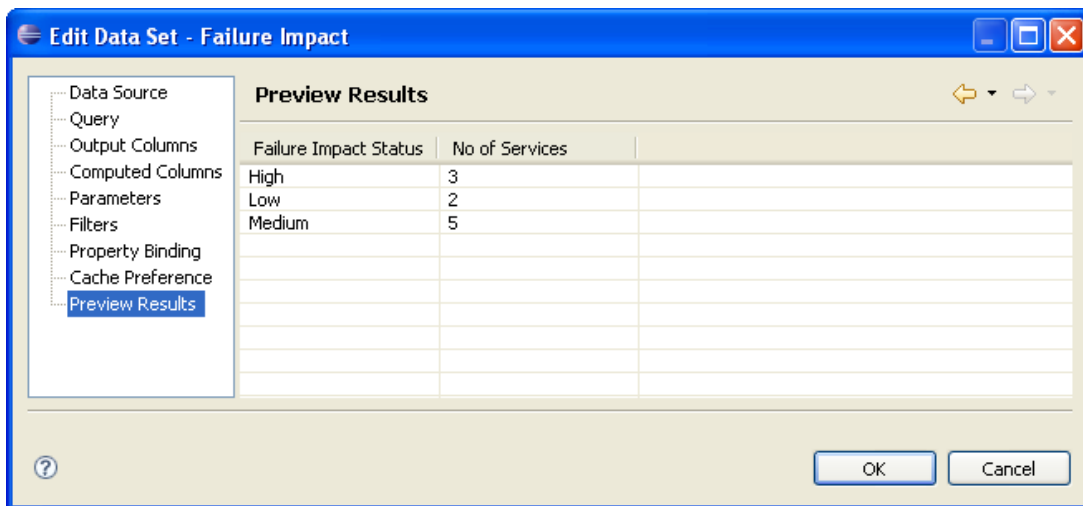 Edit Data Set - Failure Impact
Data Source
Query
Output Columns
Computed Columns
Parameters
Filters
Property Binding
Cache Preference
Preview Results
Preview Results
Failure Impact Status No of Services
High 3
Low 2
Medium 5
?
OK Cancel